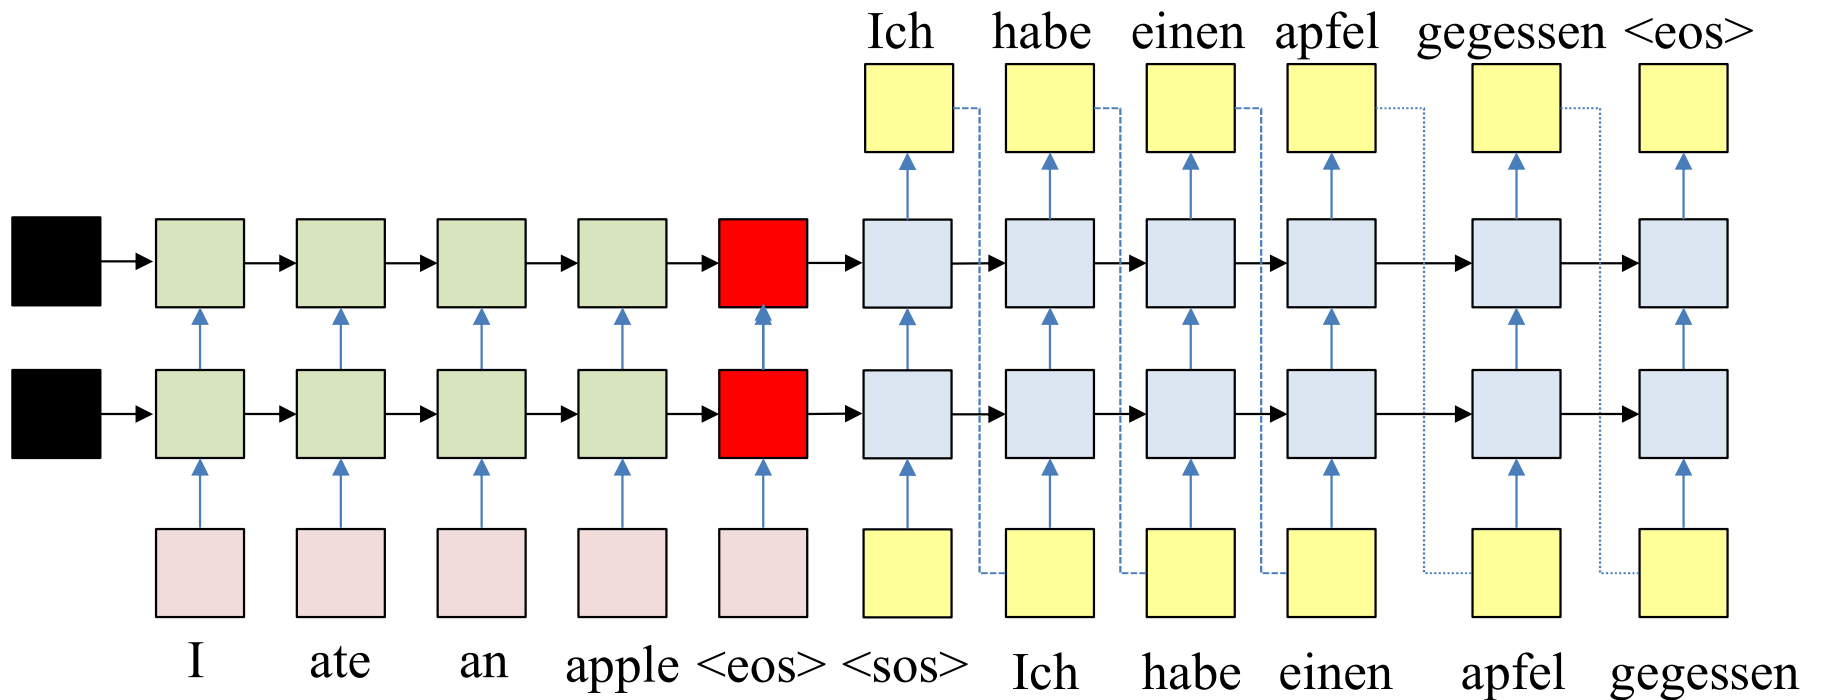 Ich habe einen apfel gegessen <eos>
I ate an apple <eos> <sos> Ich habe einen apfel gegessen